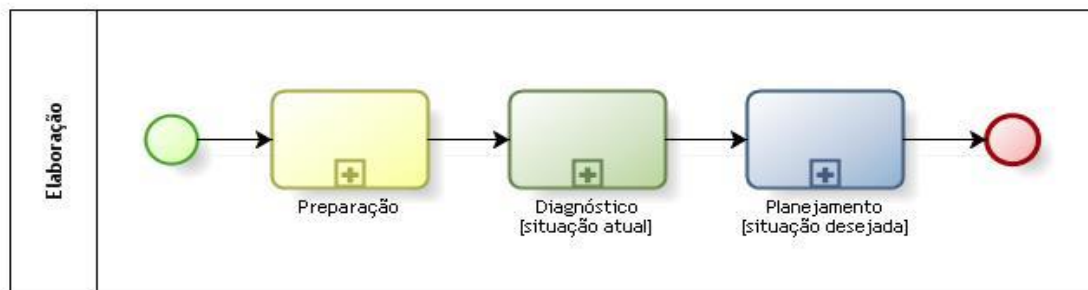 Elaboração
Preparação
Diagnóstico
[situação atual]
Planejamento
[situação desejada]